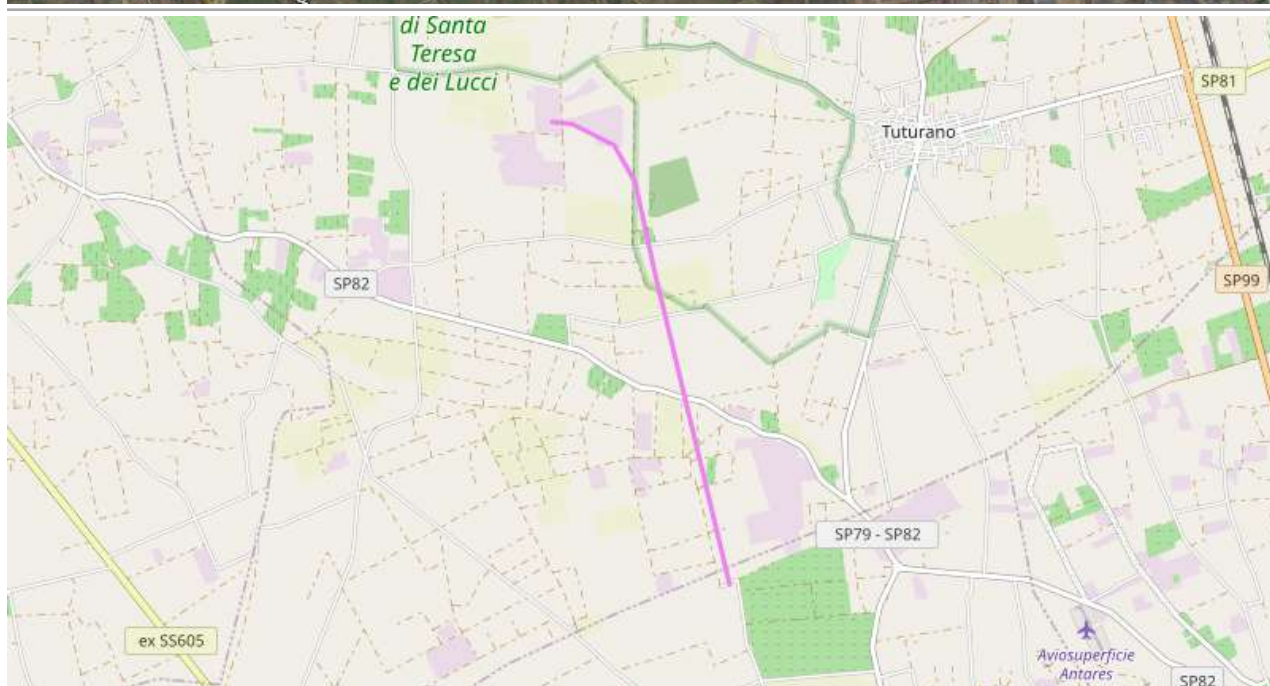 di Santa
Teresa
e dei Lucci
SP81
Tuturano
SP82
SP99
SP79 - SP82
ex SS605
Aviosuperficie
Antares
SP82